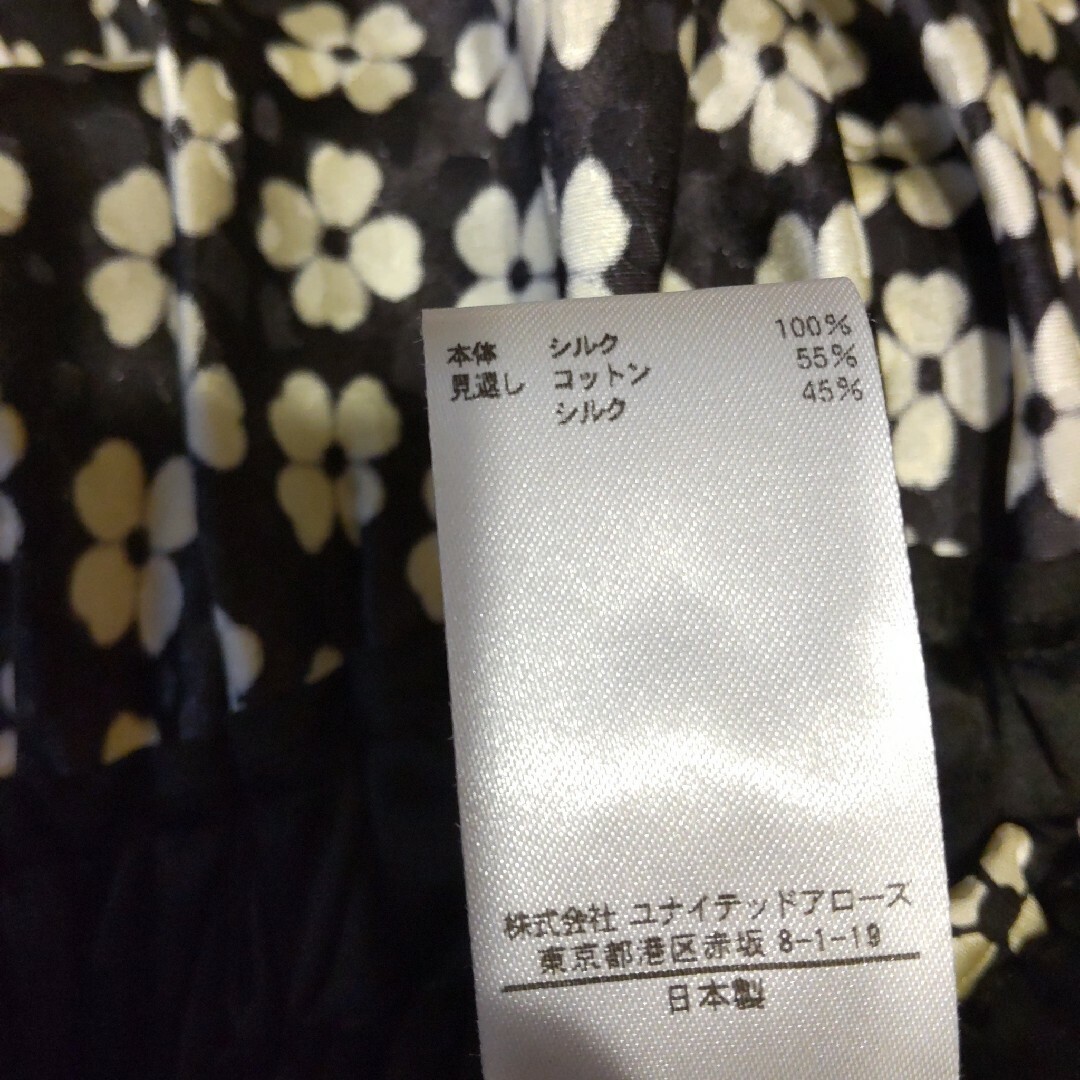 本体 シルク 100%
見返し コットン 55%
シルク 45%
株式会社 ユナイテッドアローズ
東京都港区赤坂 8-1-19
日本製